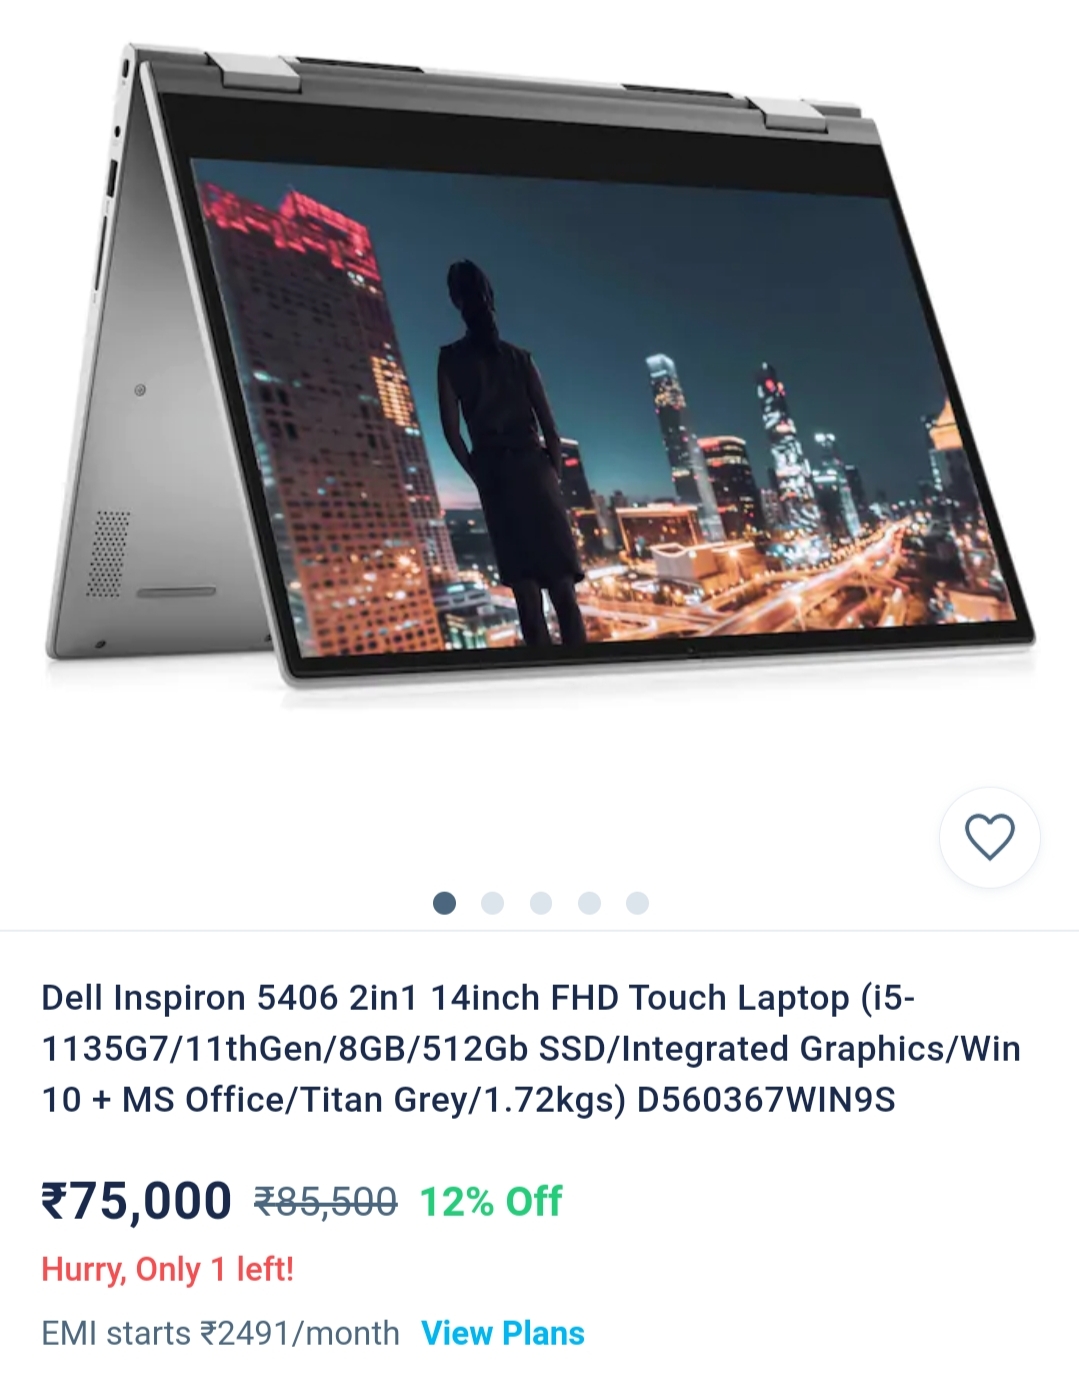 Dell Inspiron 5406 2in1 14inch FHD Touch Laptop (i5-
1135G7/11thGen/8GB/512Gb SSD/Integrated Graphics/Win
10 + MS Office/Titan Grey/1.72kgs) D560367WIN9S
₹75,000 ₹85,500 12% Off
Hurry, Only 1 left!
EMI starts ₹2491/month View Plans